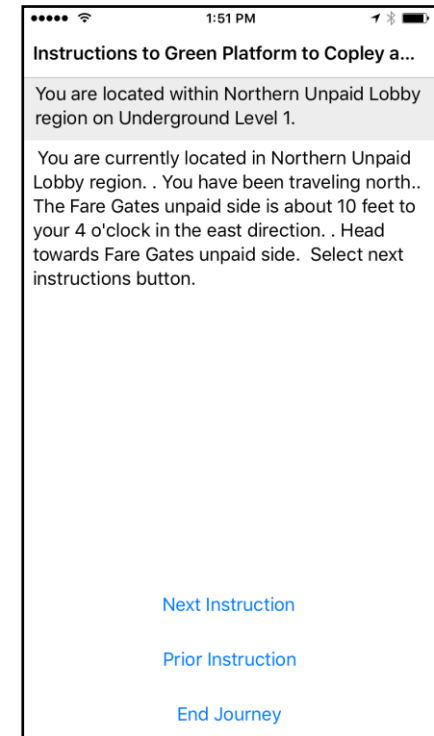 1:51 PM
Instructions to Green Platform to Copley a...
You are located within Northern Unpaid Lobby
region on Underground Level 1.
You are currently located in Northern Unpaid
Lobby region. . You have been traveling north..
The Fare Gates unpaid side is about 10 feet to
your 4 o'clock in the east direction. . Head
towards Fare Gates unpaid side.  Select next
instructions button.
Next Instruction
Prior Instruction
End Journey